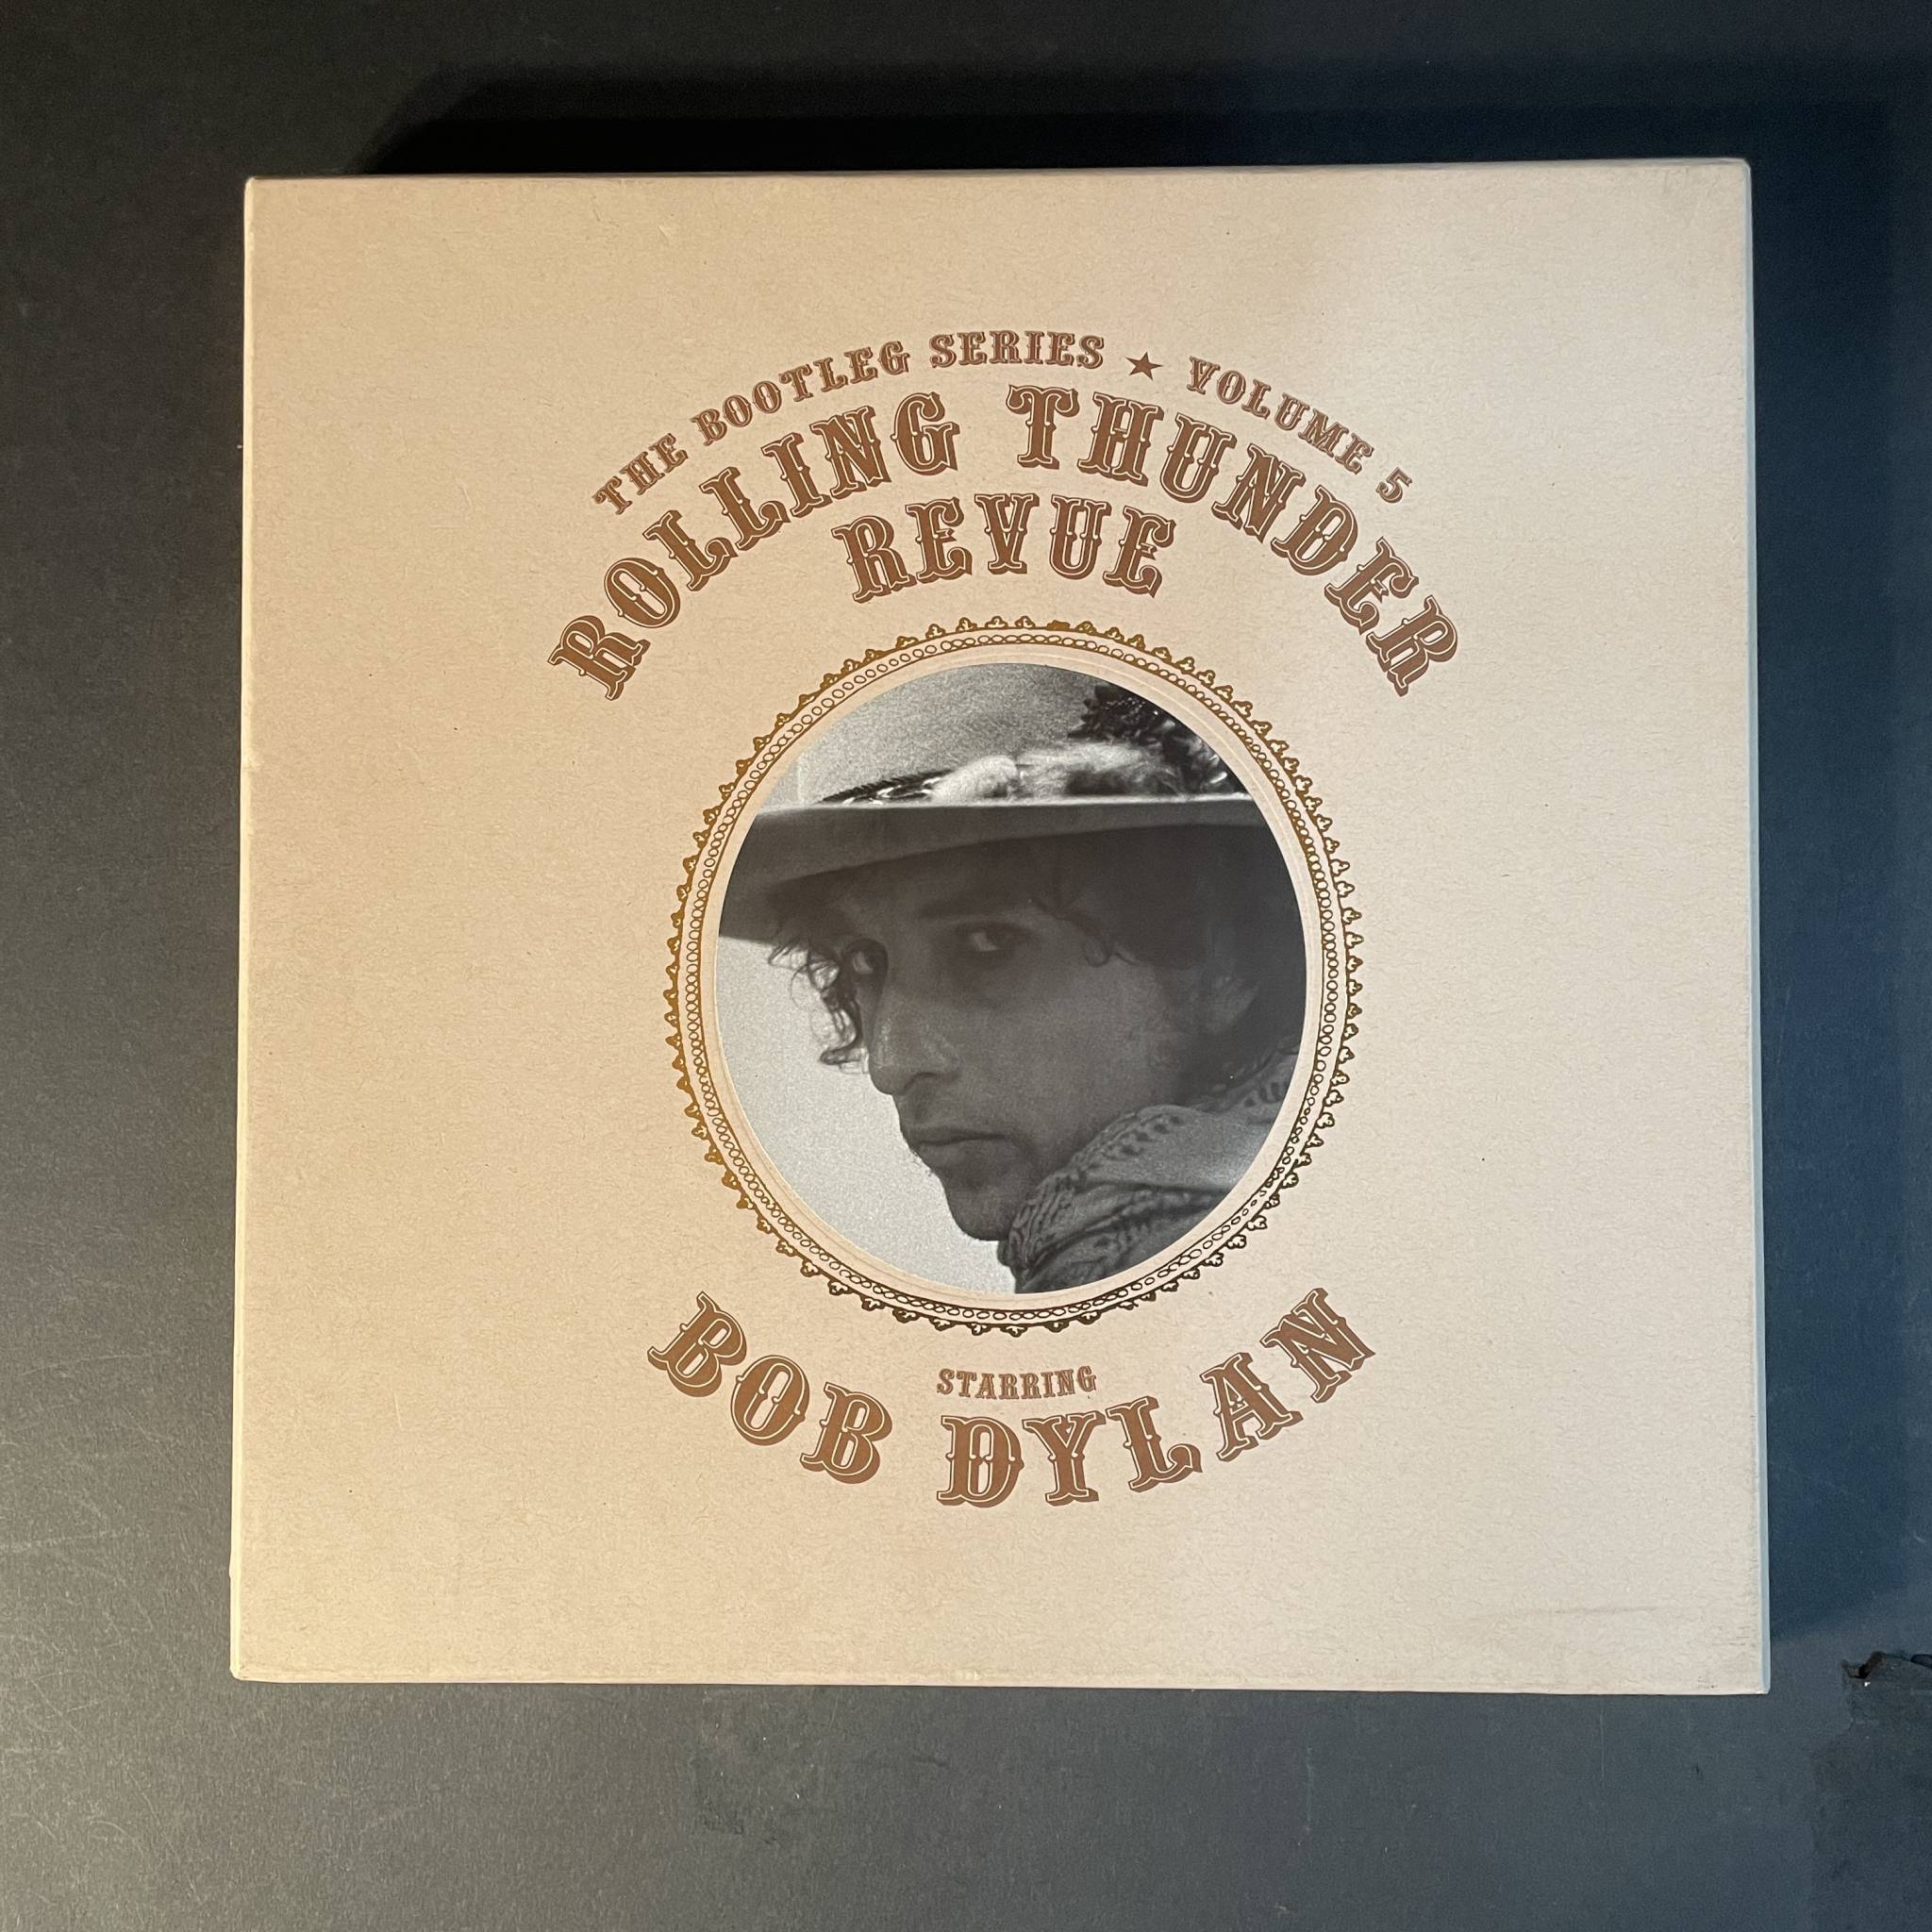 THE BOOTLEG SERIES ★ VOLUME 5
ROLLING THUNDER
REVUE
STARRING
BOB DYLAN